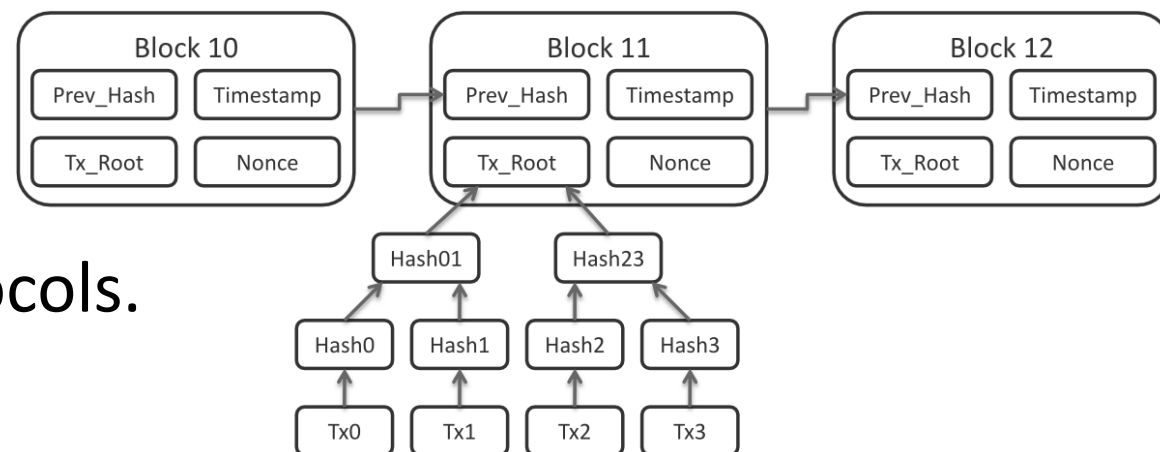 Block 10 Block 11 Block 12
Prev_Hash Timestamp Prev_Hash Timestamp Prev_Hash Timestamp
Tx_Root Nonce Tx_Root Nonce Tx_Root Nonce
Hash01 Hash23
ocols.
Hash0 Hash1 Hash2 Hash3
Tx0 Tx1 Tx2 Tx3